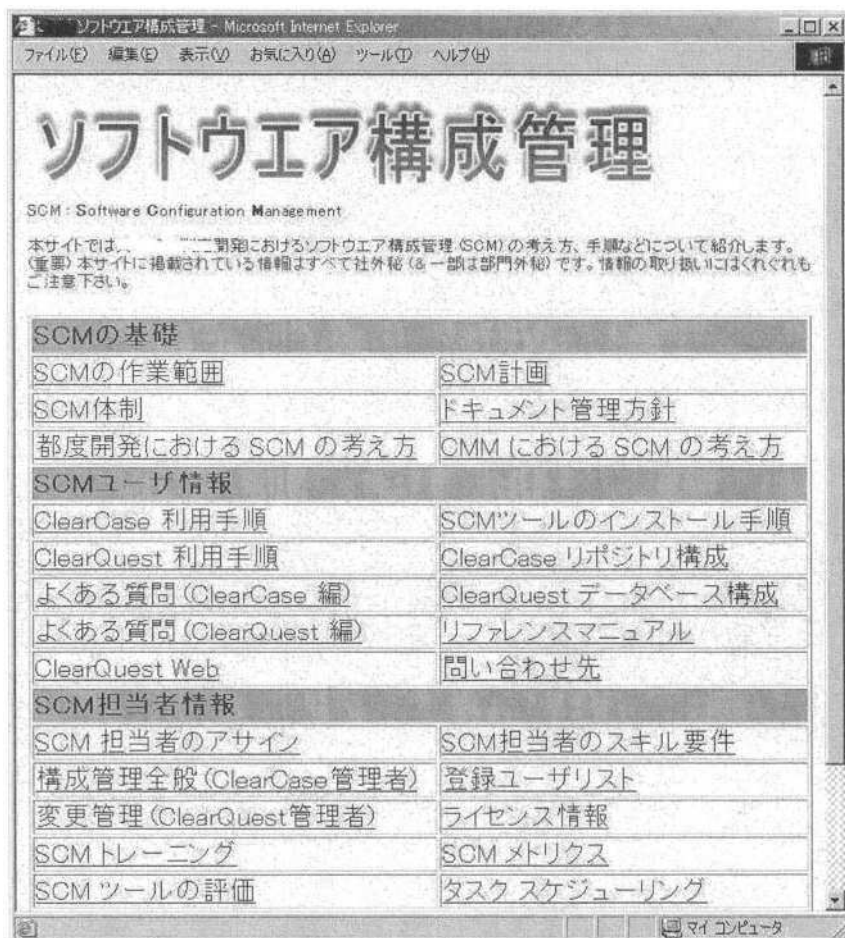 ソフトウエア構成管理 - Microsoft Internet Explorer
ファイル(F) 編集(E) 表示(V) お気に入り(A) ツール(T) ヘルプ(H)
ソフトウエア構成管理
SCM : Software Configuration Management
本サイトでは、開発におけるソフトウエア構成管理 (SCM) の考え方、手順などについて紹介します。
(重要) 本サイトに掲載されている情報はすべて社外秘 (& 一部は部門外秘) です。情報の取り扱いにはくれぐれも
ご注意下さい。
SCMの基礎
SCMの作業範囲 SCM計画
SCM体制 ドキュメント管理方針
都度開発における SCM の考え方 CMM における SCM の考え方
SCMユーザ情報
ClearCase 利用手順 SCMツールのインストール手順
ClearQuest 利用手順 ClearCase リポジトリ構成
よくある質問 (ClearCase 編) ClearQuest データベース構成
よくある質問 (ClearQuest 編) リファレンスマニュアル
ClearQuest Web 問い合わせ先
SCM担当者情報
SCM 担当者のアサイン SCM担当者のスキル要件
構成管理全般 (ClearCase管理者) 登録ユーザリスト
変更管理 (ClearQuest管理者) ライセンス情報
SCM トレーニング SCM メトリクス
SCM ツールの評価 タスク スケジューリング
マイ コンピュータ